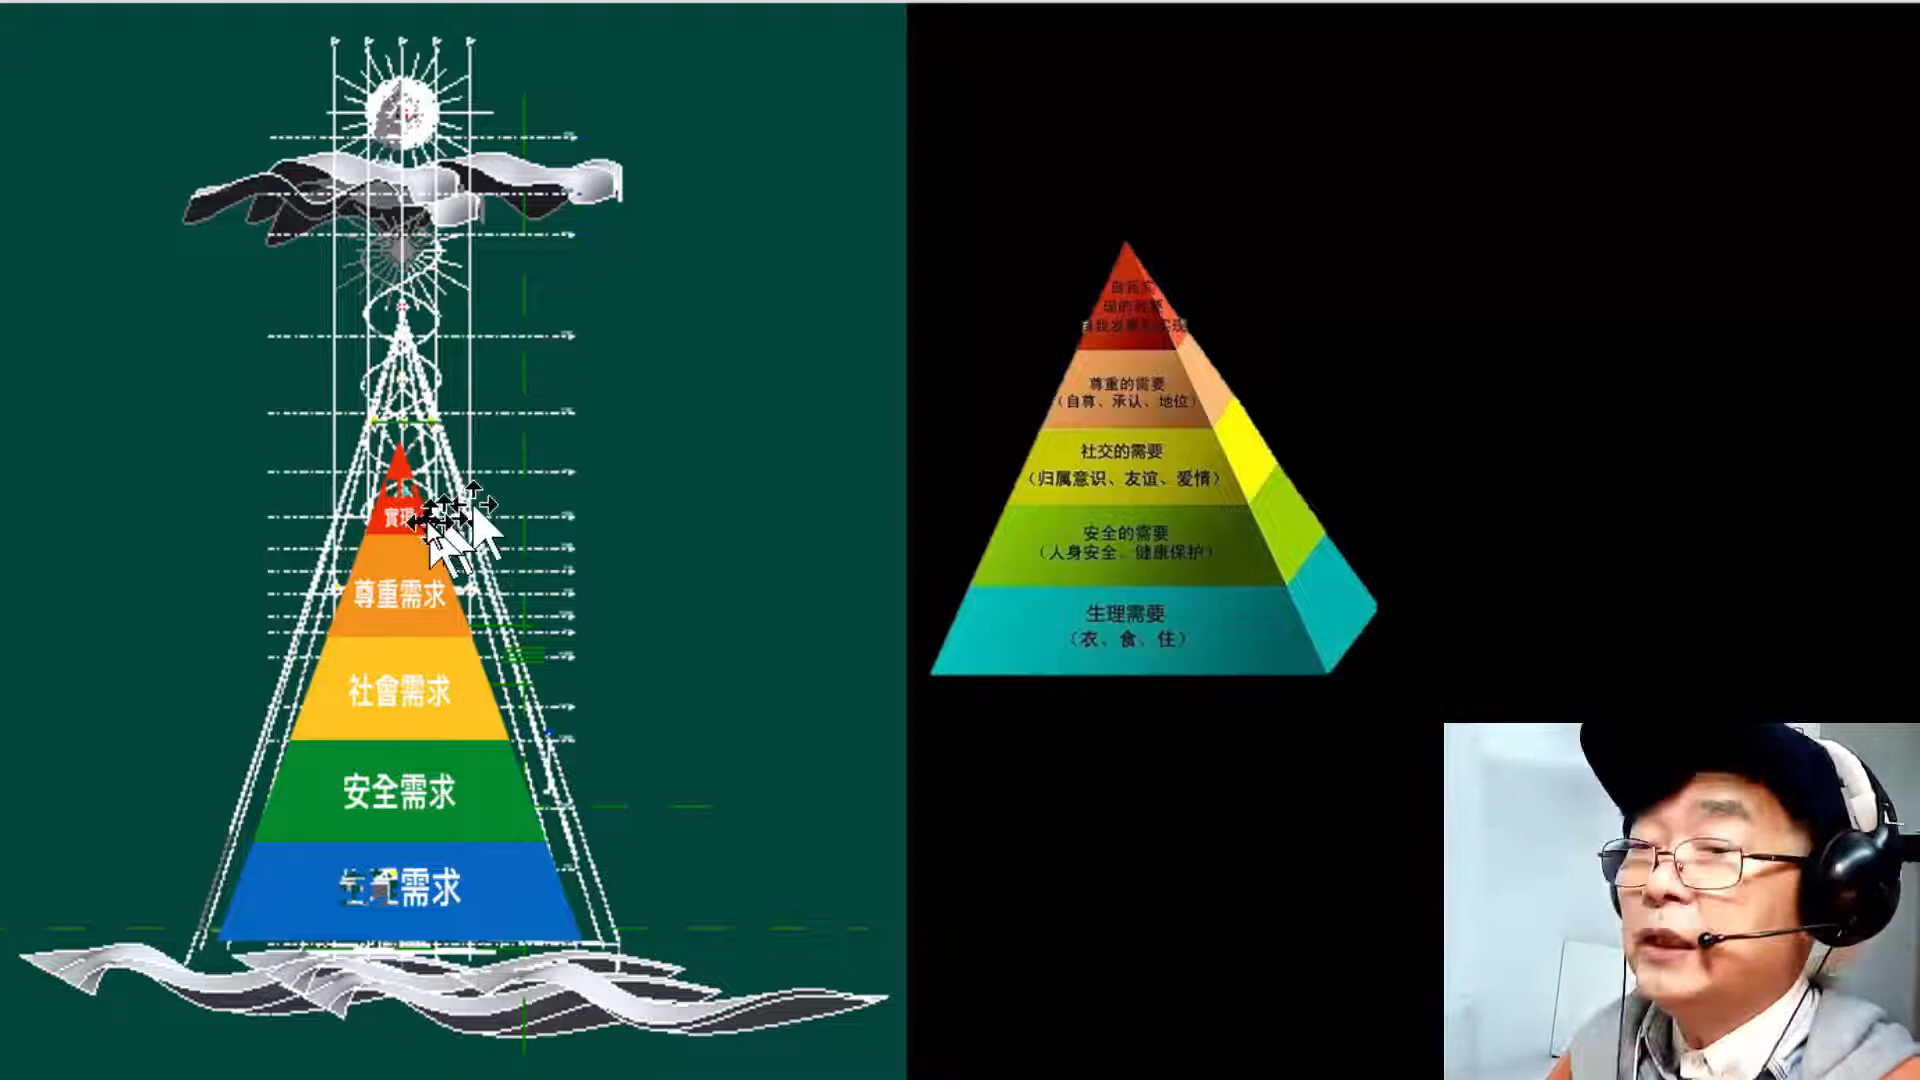 實現
尊重需求
社會需求
安全需求
需求
尊重的需要
（自尊、承认、地位）
社交的需要
（归属意识、友谊、爱情）
安全的需要
（人身安全、健康保护）
生理需要
（衣、食、住）